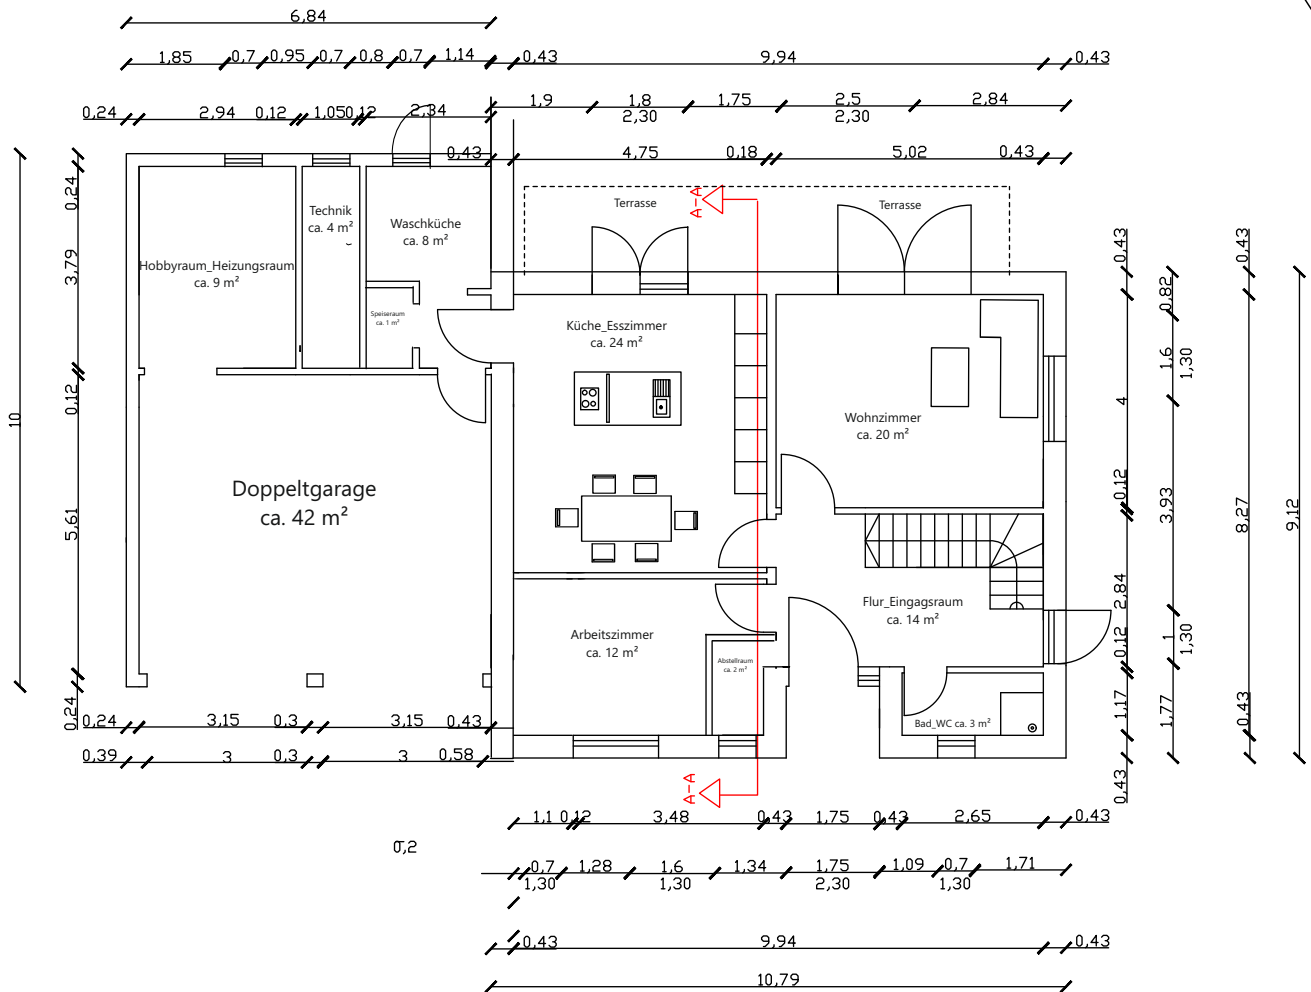 6,84
1,85 0,7 0,95 0,7 0,8 0,7 1,14 0,43 9,94 0,43
1,9 1,8 1,75 2,5 2,84
2,30 2,30
0,24 2,94 0,12 1,05 0,12 2,34
0,43 4,75 0,18 5,02 0,43
A-A
Terrasse
Terrasse
Technik
ca. 4 m²
Waschküche
ca. 8 m²
Hobbyraum_Heizungsraum
ca. 9 m²
Speiseraum
ca. 1 m²
Küche_Esszimmer
ca. 24 m²
Wohnzimmer
ca. 20 m²
Doppeltgarage
ca. 42 m²
Flur_Eingagsraum
ca. 14 m²
Arbeitszimmer
ca. 12 m²
Abstellraum
ca. 2 m²
Bad_WC ca. 3 m²
A-A
10
0,24
3,79
0,12
5,61
0,24
0,43
4
0,12
2,84
0,12
1,17
0,43
0,82
1,6
1,30
3,93
1
1,30
1,77
0,43
8,27
0,43
9,12
0,24 3,15 0,3 3,15 0,43
0,39 3 0,3 3 0,58
1,1 0,12 3,48 0,43 1,75 0,43 2,65 0,43
0,2
0,7 1,28 1,6 1,34 1,75 1,09 0,7 1,71
1,30 1,30 2,30 1,30
0,43 9,94 0,43
10,79